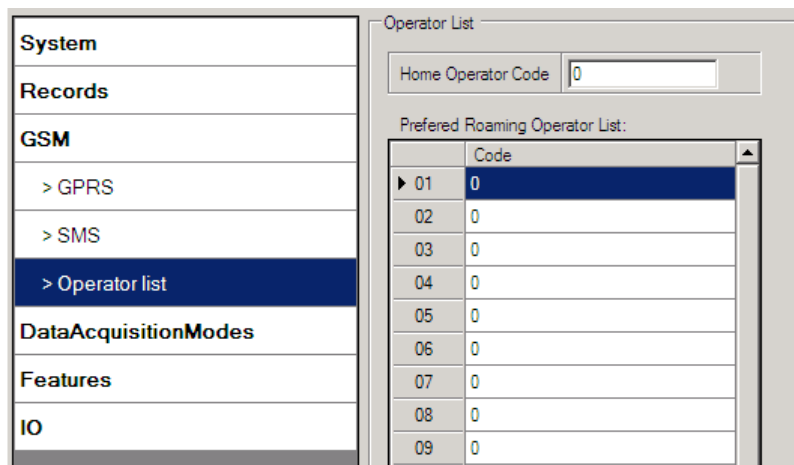 System
Records
GSM
> GPRS
> SMS
> Operator list
DataAcquisitionModes
Features
IO
Operator List
Home Operator Code 0
Prefered Roaming Operator List:
Code
01 0
02 0
03 0
04 0
05 0
06 0
07 0
08 0
09 0